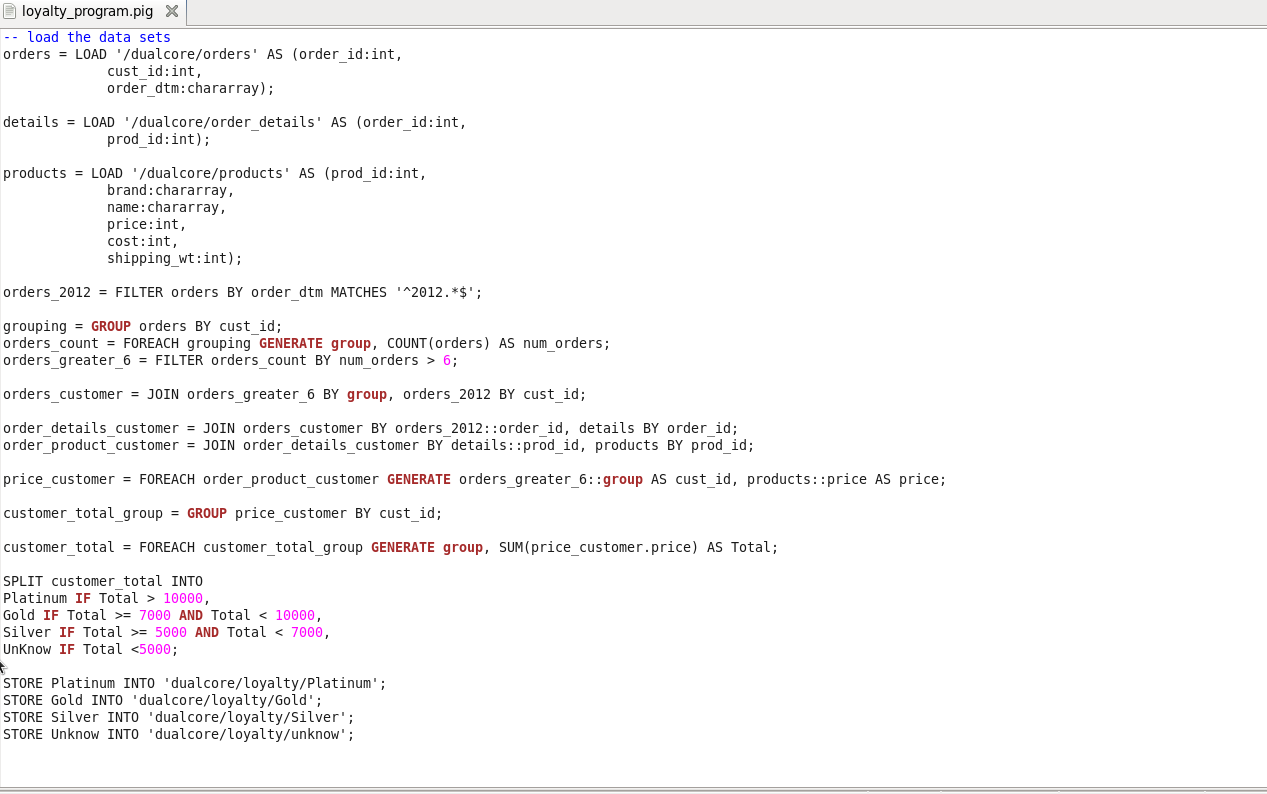 loyalty_program.pig
-- load the data sets
orders = LOAD '/dualcore/orders' AS (order_id:int,
             cust_id:int,
             order_dtm:chararray);

details = LOAD '/dualcore/order_details' AS (order_id:int,
             prod_id:int);

products = LOAD '/dualcore/products' AS (prod_id:int,
             brand:chararray,
             name:chararray,
             price:int,
             cost:int,
             shipping_wt:int);

orders_2012 = FILTER orders BY order_dtm MATCHES '^2012.*$';

grouping = GROUP orders BY cust_id;
orders_count = FOREACH grouping GENERATE group, COUNT(orders) AS num_orders;
orders_greater_6 = FILTER orders_count BY num_orders > 6;

orders_customer = JOIN orders_greater_6 BY group, orders_2012 BY cust_id;

order_details_customer = JOIN orders_customer BY orders_2012::order_id, details BY order_id;
order_product_customer = JOIN order_details_customer BY details::prod_id, products BY prod_id;

price_customer = FOREACH order_product_customer GENERATE orders_greater_6::group AS cust_id, products::price AS price;

customer_total_group = GROUP price_customer BY cust_id;

customer_total = FOREACH customer_total_group GENERATE group, SUM(price_customer.price) AS Total;

SPLIT customer_total INTO
Platinum IF Total > 10000,
Gold IF Total >= 7000 AND Total < 10000,
Silver IF Total >= 5000 AND Total < 7000,
UnKnow IF Total <5000;

STORE Platinum INTO 'dualcore/loyalty/Platinum';
STORE Gold INTO 'dualcore/loyalty/Gold';
STORE Silver INTO 'dualcore/loyalty/Silver';
STORE Unknow INTO 'dualcore/loyalty/unknow';